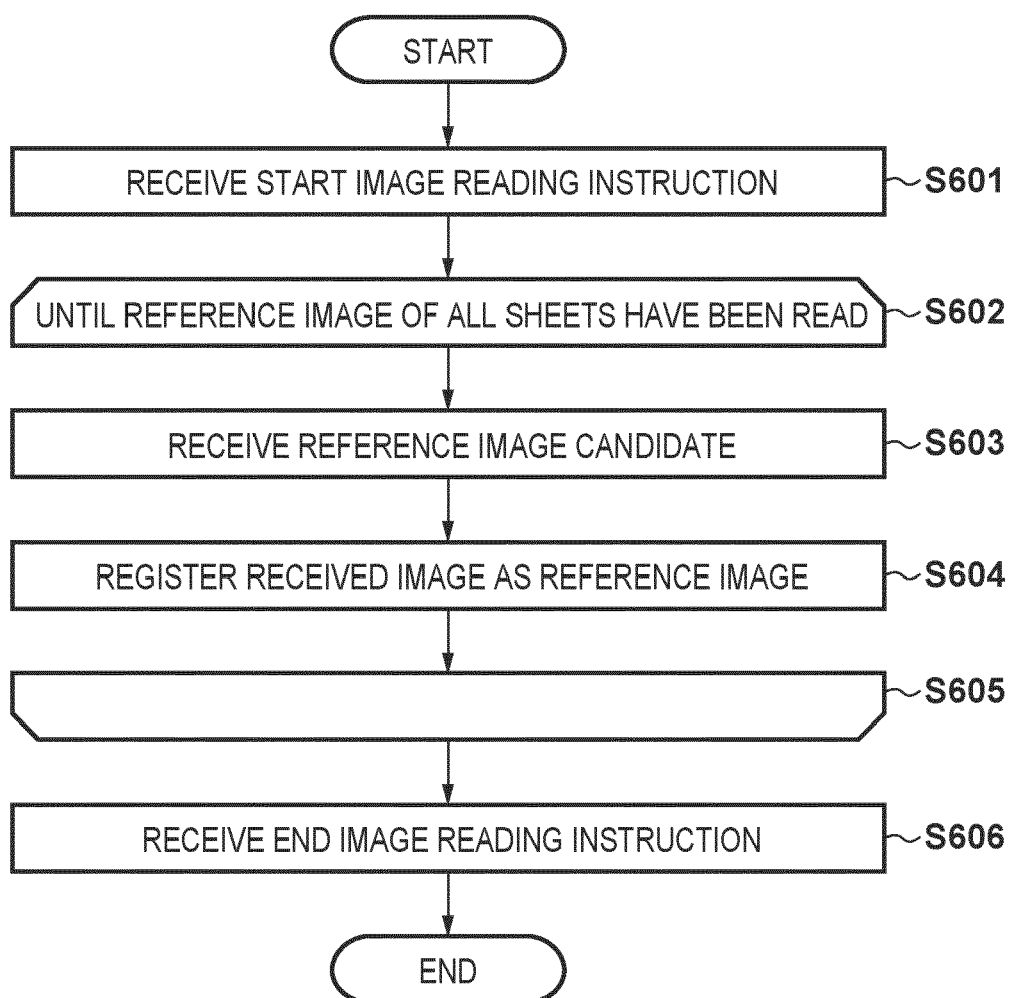 START
RECEIVE START IMAGE READING INSTRUCTION
S601
UNTIL REFERENCE IMAGE OF ALL SHEETS HAVE BEEN READ
S602
RECEIVE REFERENCE IMAGE CANDIDATE
S603
REGISTER RECEIVED IMAGE AS REFERENCE IMAGE
S604
S605
RECEIVE END IMAGE READING INSTRUCTION
S606
END